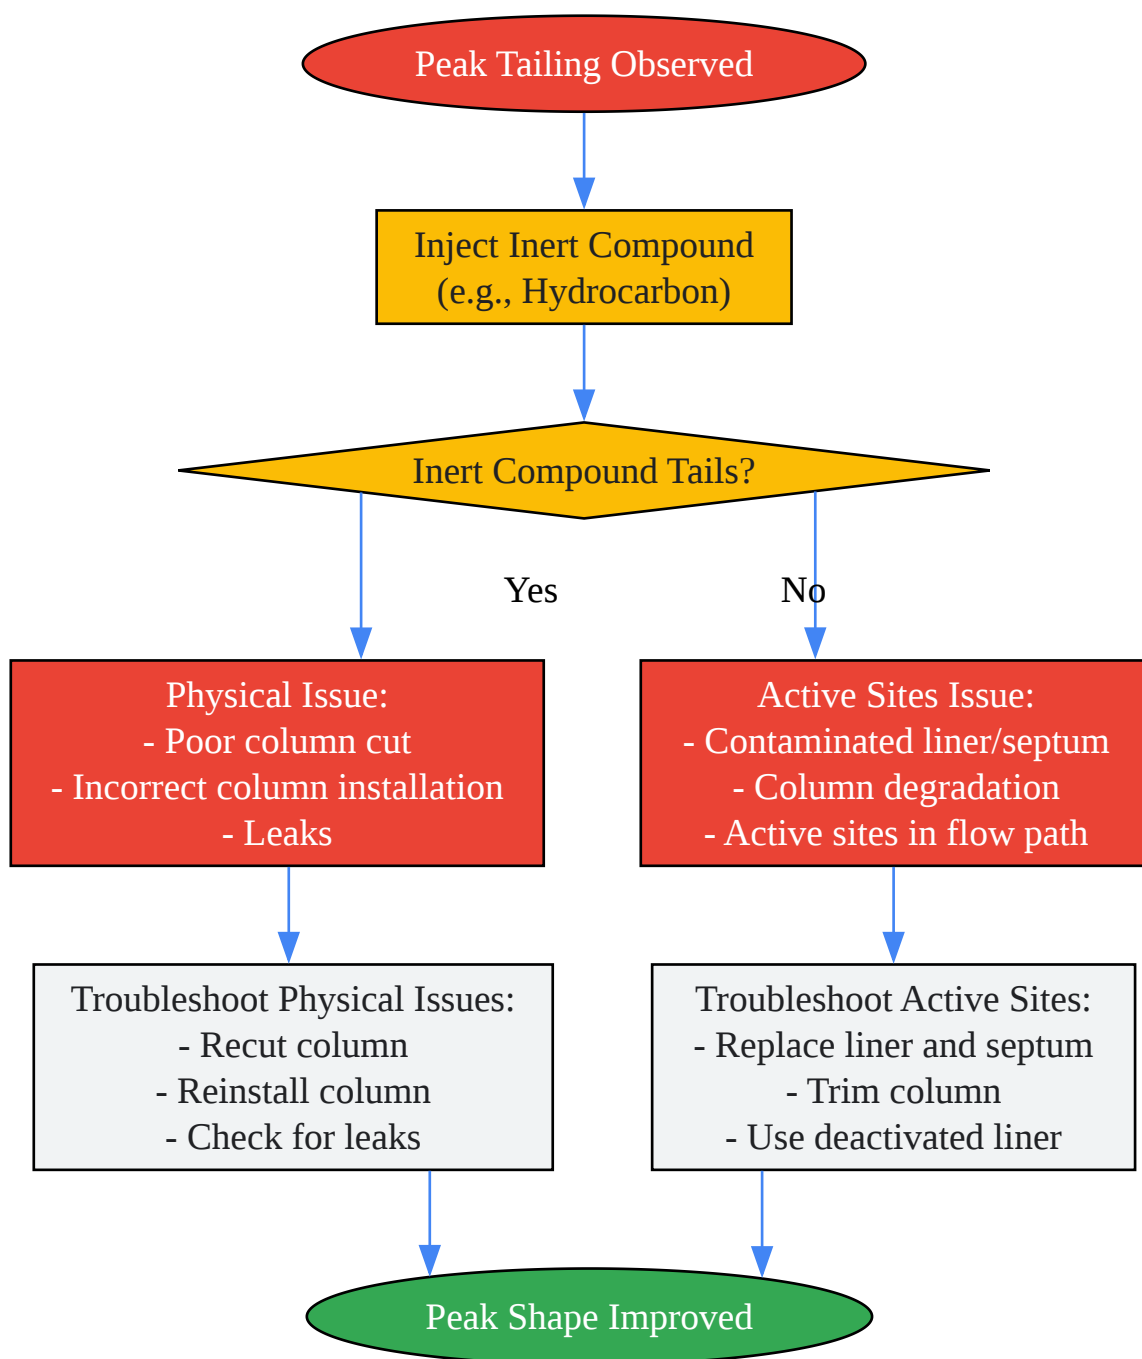 Peak Tailing Observed
Inject Inert Compound
(e.g., Hydrocarbon)
Inert Compound Tails?
Yes
No
Physical Issue:
- Poor column cut
- Incorrect column installation
- Leaks
Active Sites Issue:
- Contaminated liner/septum
- Column degradation
- Active sites in flow path
Troubleshoot Physical Issues:
- Recut column
- Reinstall column
- Check for leaks
Troubleshoot Active Sites:
- Replace liner and septum
- Trim column
- Use deactivated liner
Peak Shape Improved